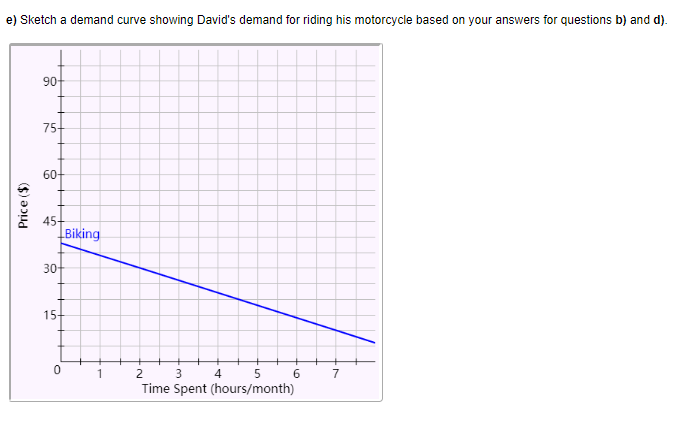 e) Sketch a demand curve showing David's demand for riding his motorcycle based on your answers for questions b) and d).
90
75
60
45
Biking
30
15
0 1 2 3 4 5 6 7
Price ($)
Time Spent (hours/month)